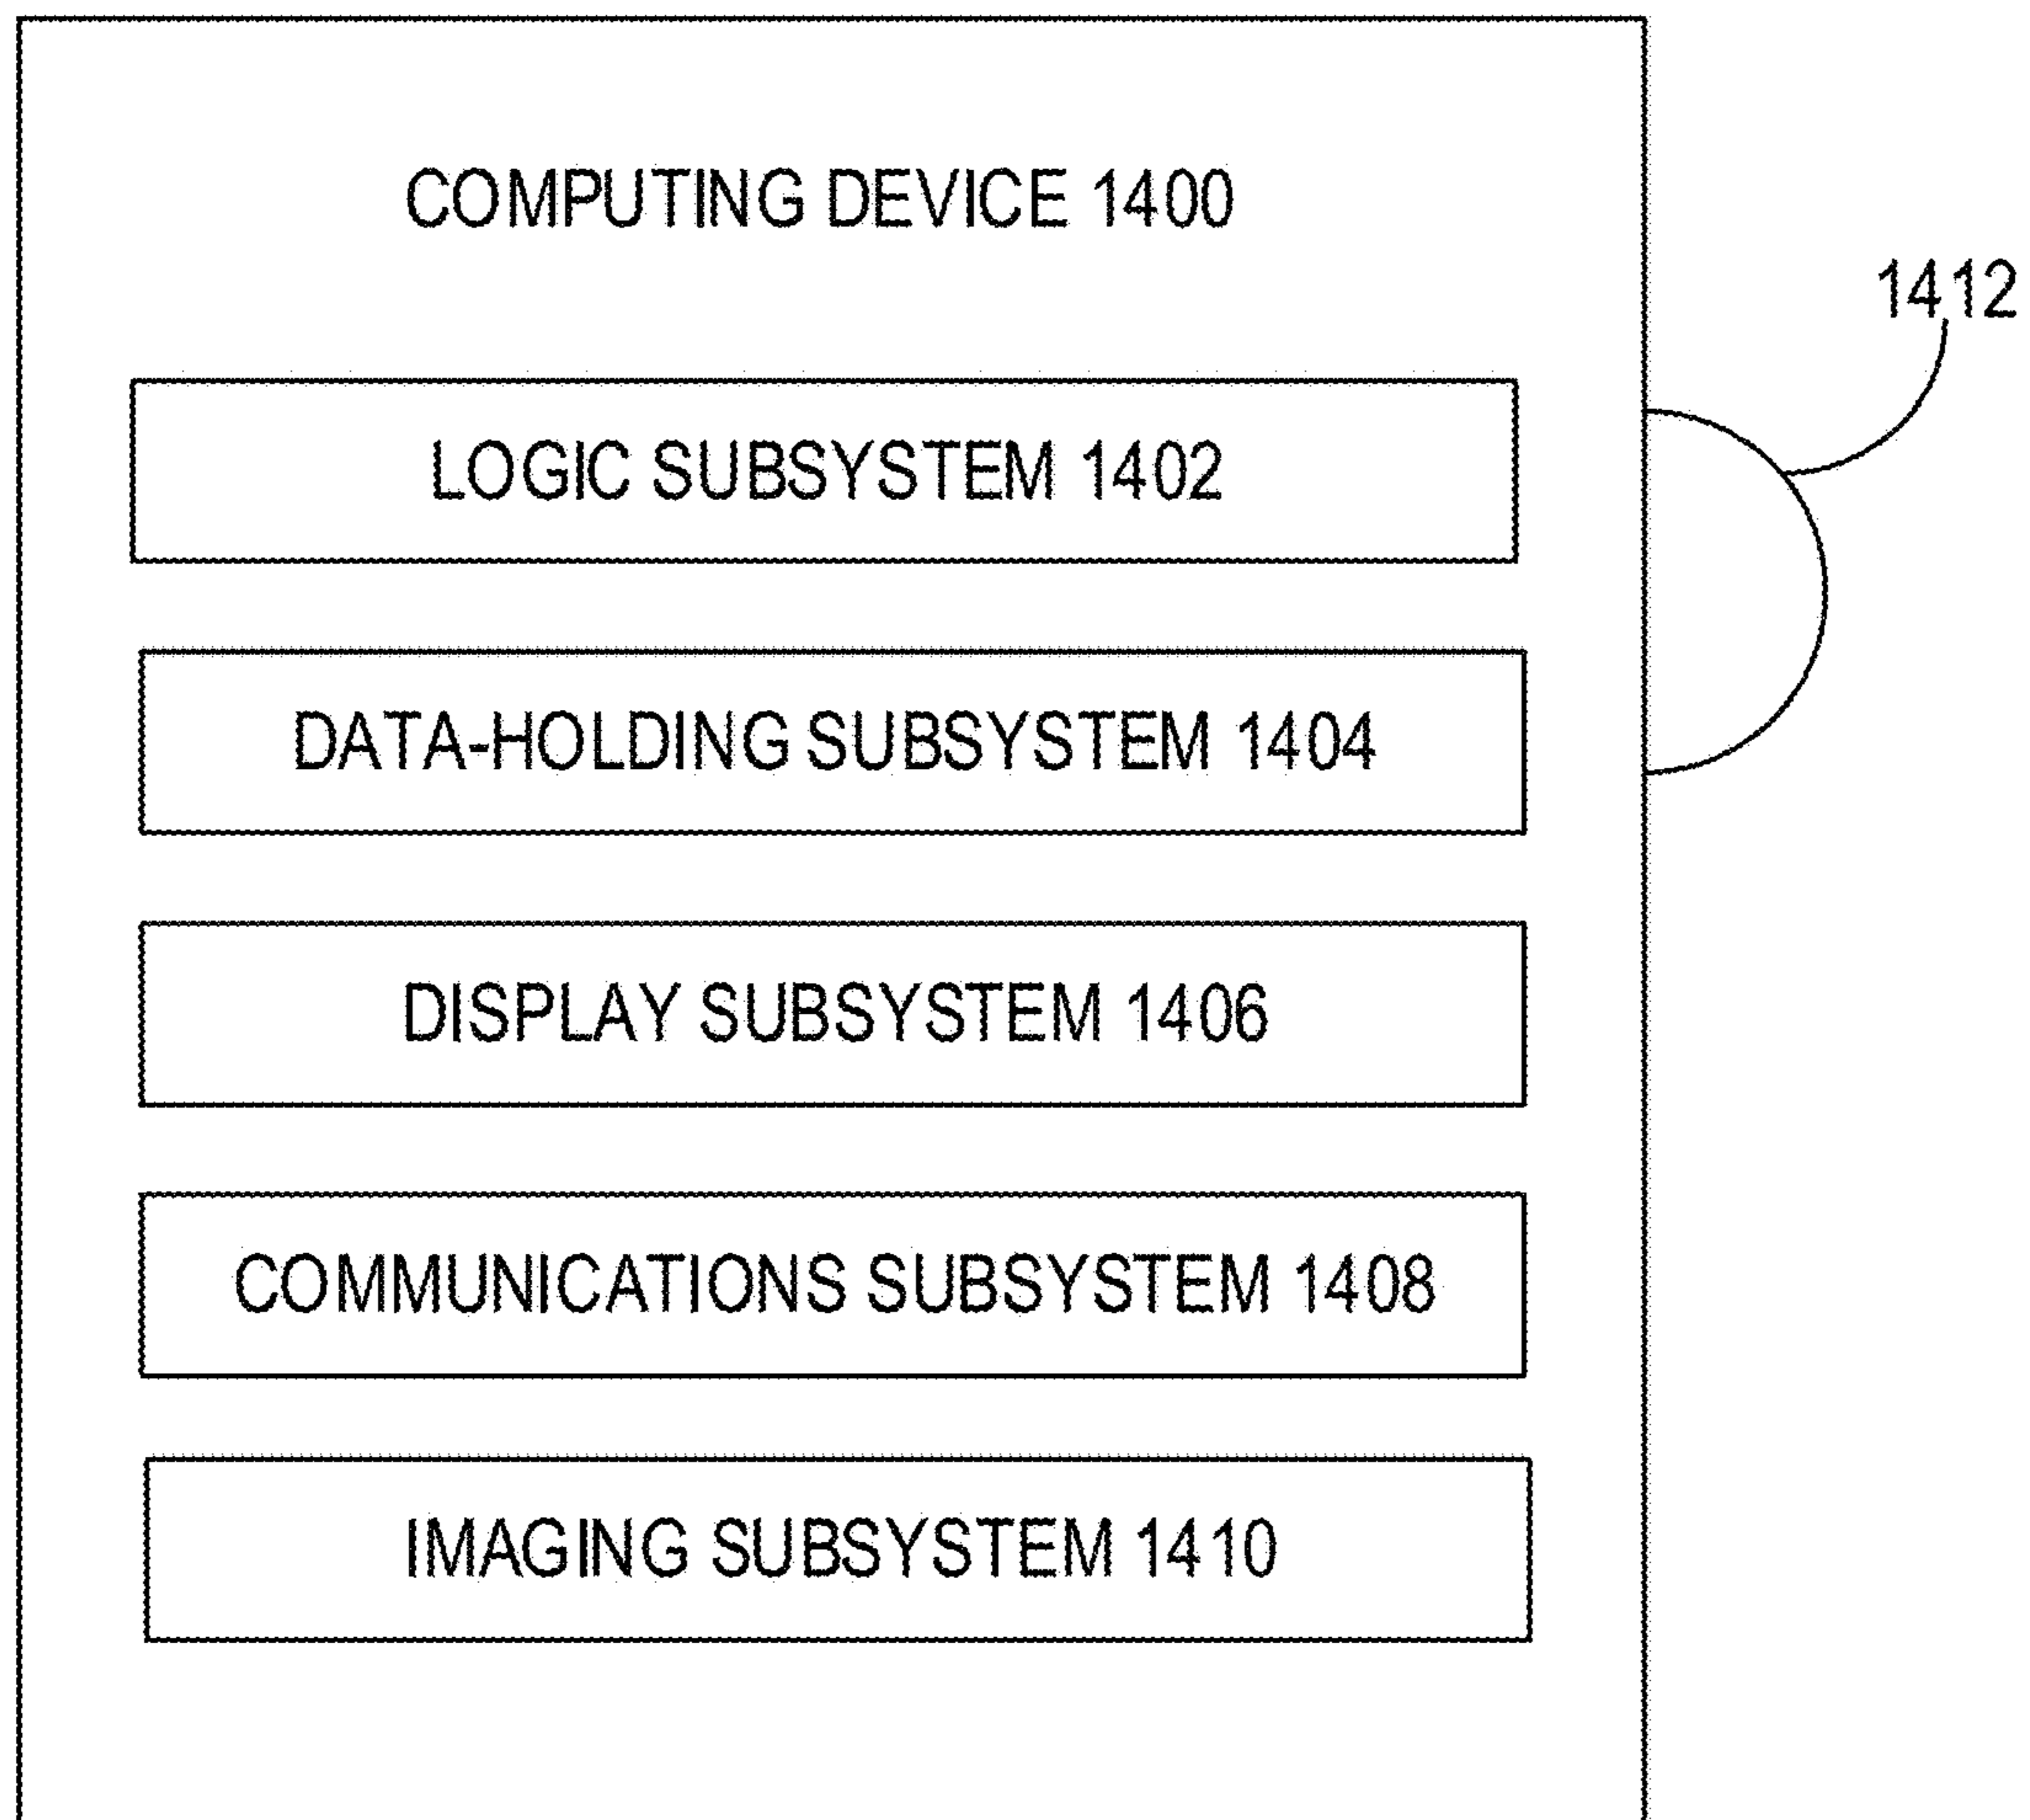 COMPUTING DEVICE 1400
1412
LOGIC SUBSYSTEM 1402
DATA-HOLDING SUBSYSTEM 1404
DISPLAY SUBSYSTEM 1406
COMMUNICATIONS SUBSYSTEM 1408
IMAGING SUBSYSTEM 1410